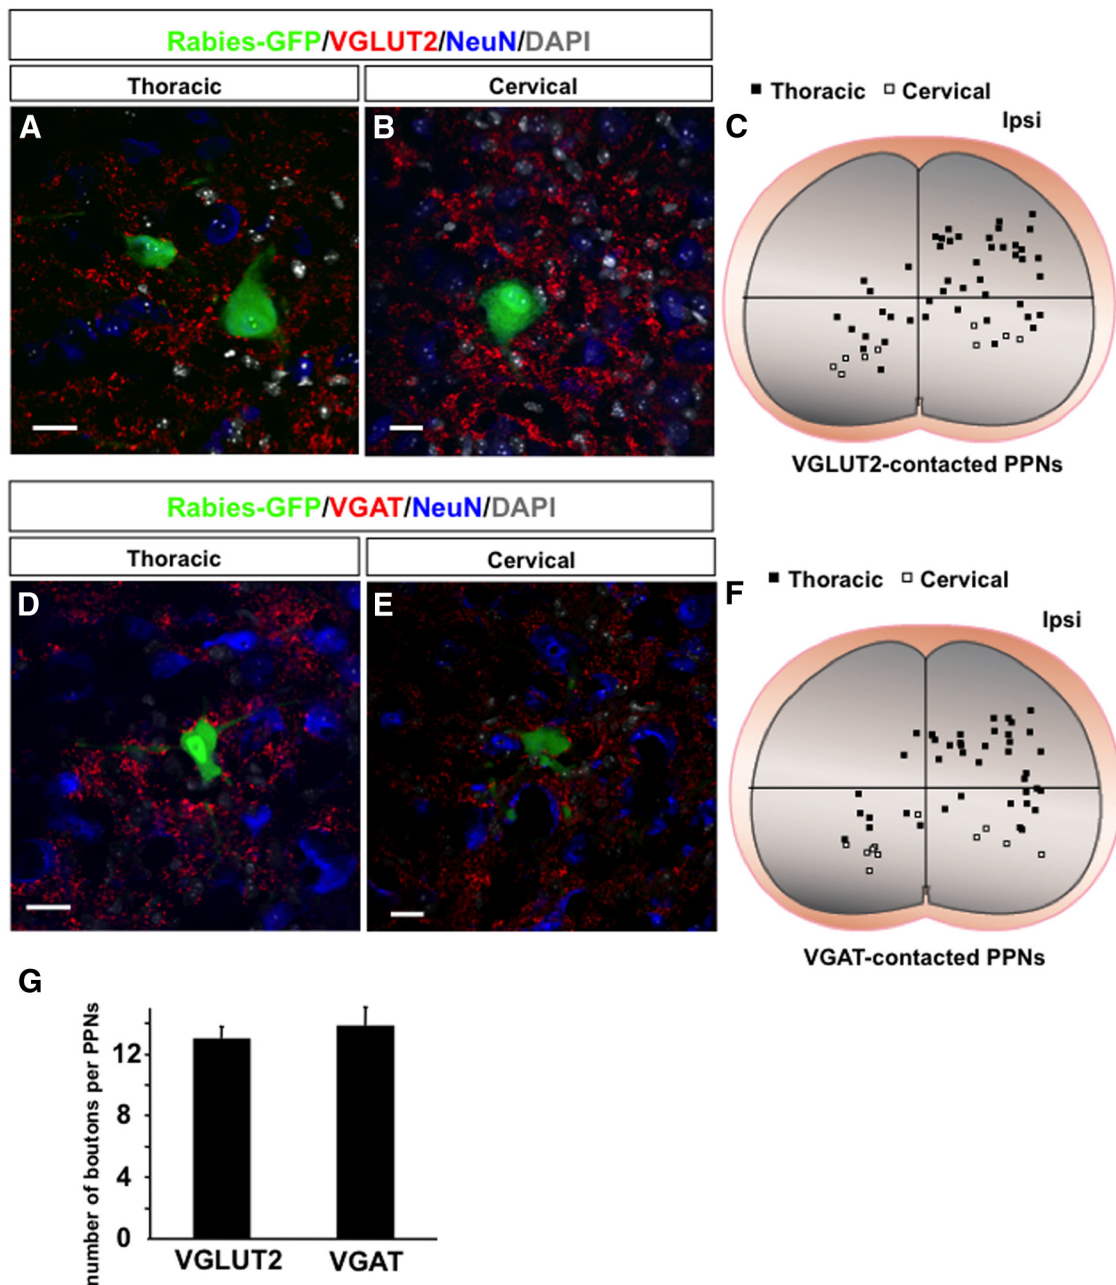 Rabies-GFP/VGLUT2/NeuN/DAPI
Thoracic
Cervical
A
B
C
■ Thoracic □ Cervical
Ipsi
VGLUT2-contacted PPNs
Rabies-GFP/VGAT/NeuN/DAPI
Thoracic
Cervical
D
E
F
■ Thoracic □ Cervical
Ipsi
VGAT-contacted PPNs
G
number of boutons per PPNs
12
8
4
0
VGLUT2
VGAT